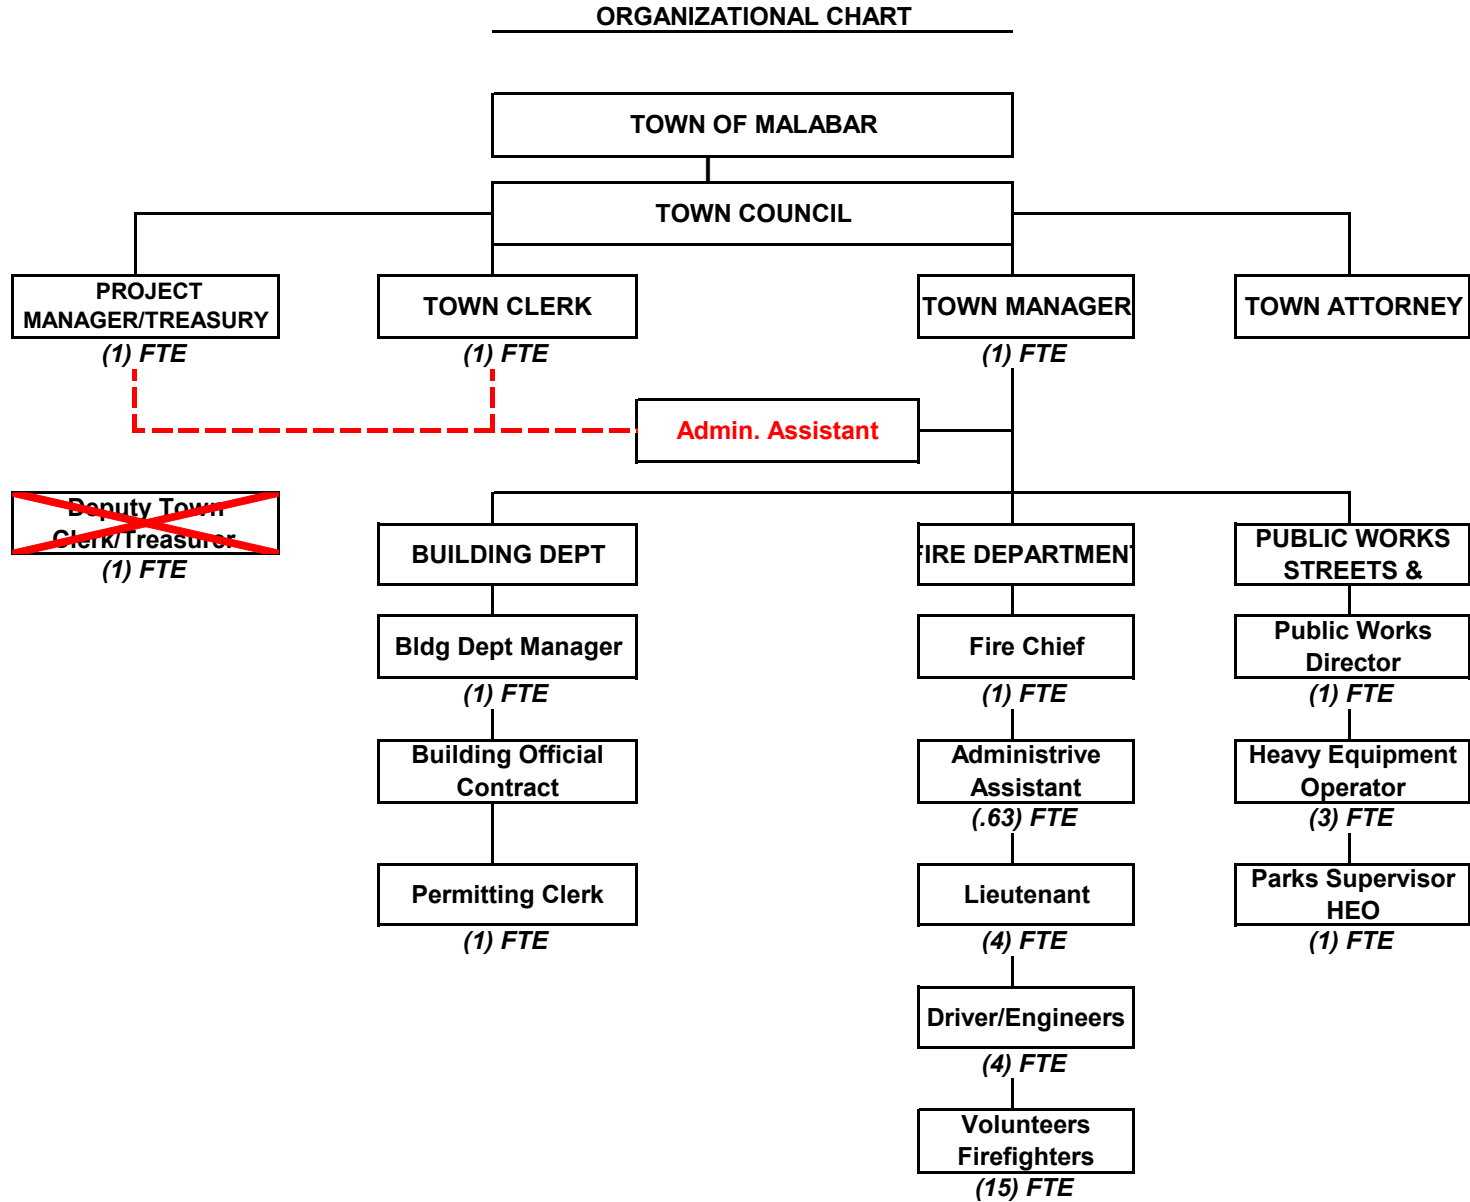 ORGANIZATIONAL CHART
TOWN OF MALABAR
TOWN COUNCIL
PROJECT
MANAGER/TREASURY
(1) FTE
TOWN CLERK
(1) FTE
TOWN MANAGER
(1) FTE
TOWN ATTORNEY
Admin. Assistant
Deputy Town
Clerk/Treasurer
(1) FTE
BUILDING DEPT
FIRE DEPARTMENT
PUBLIC WORKS
STREETS &
Bldg Dept Manager
(1) FTE
Fire Chief
(1) FTE
Public Works
Director
(1) FTE
Building Official
Contract
Administrive
Assistant
(.63) FTE
Heavy Equipment
Operator
(3) FTE
Permitting Clerk
(1) FTE
Lieutenant
(4) FTE
Parks Supervisor
HEO
(1) FTE
Driver/Engineers
(4) FTE
Volunteers
Firefighters
(15) FTE